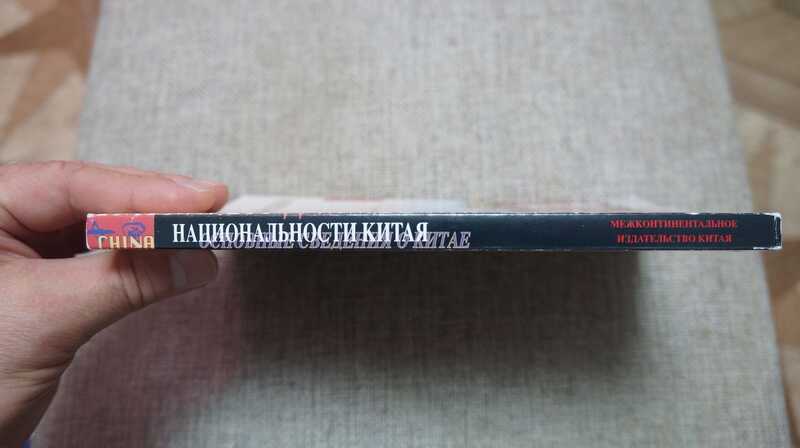 CHINA
НАЦИОНАЛЬНОСТИ КИТАЯ
ОСНОВНЫЕ СВЕДЕНИЯ О КИТАЕ
МЕЖКОНТИНЕНТАЛЬНОЕ
ИЗДАТЕЛЬСТВО КИТАЯ